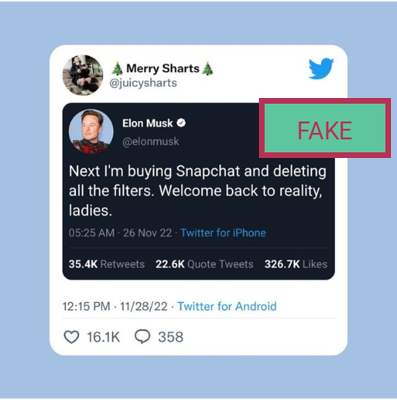 🎄Merry Sharts🎄
@juicysharts
FAKE
Elon Musk
@elonmusk
Next I'm buying Snapchat and deleting
all the filters. Welcome back to reality,
ladies.
05:25 AM · 26 Nov 22 · Twitter for iPhone
35.4K Retweets 22.6K Quote Tweets 326.7K Likes
12:15 PM · 11/28/22 · Twitter for Android
16.1K 358